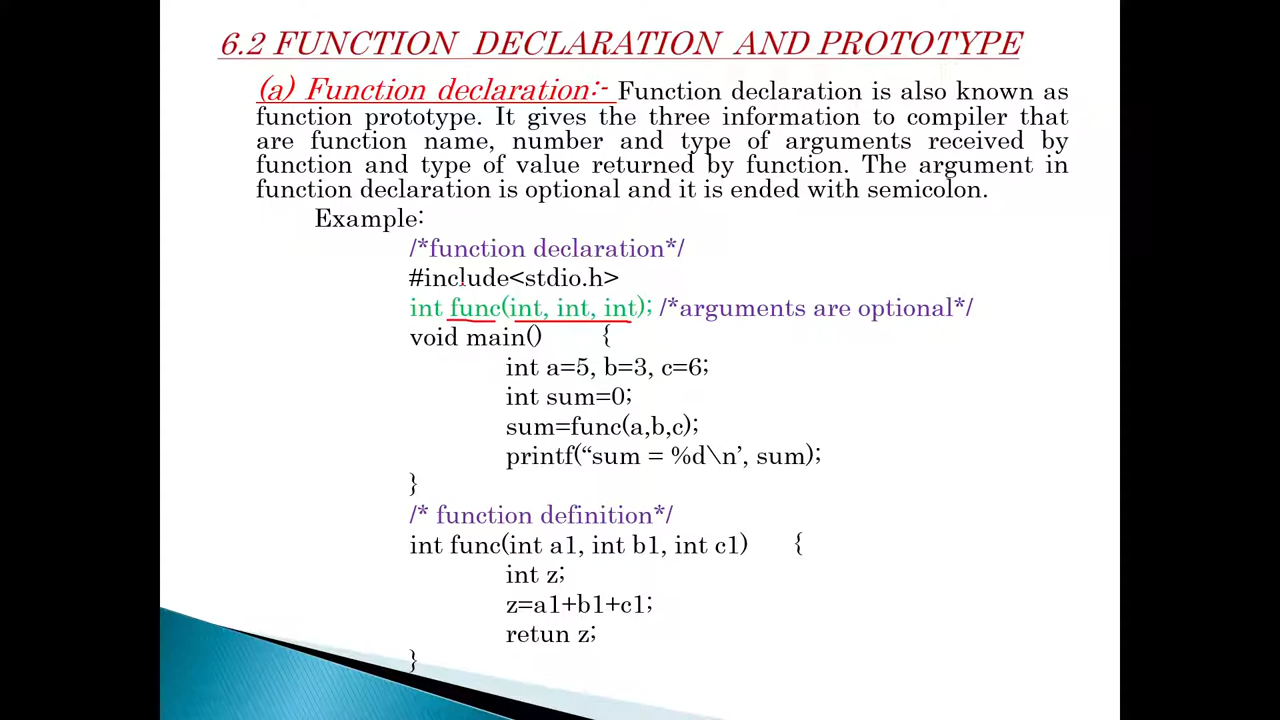 6.2 FUNCTION DECLARATION AND PROTOTYPE
(a) Function declaration:- Function declaration is also known as
function prototype. It gives the three information to compiler that
are function name, number and type of arguments received by
function and type of value returned by function. The argument in
function declaration is optional and it is ended with semicolon.
Example:
/*function declaration*/
#include<stdio.h>
int func(int, int, int); /*arguments are optional*/
void main() {
int a=5, b=3, c=6;
int sum=0;
sum=func(a,b,c);
printf(“sum = %d\n’, sum);
}
/* function definition*/
int func(int a1, int b1, int c1) {
int z;
z=a1+b1+c1;
retun z;
}